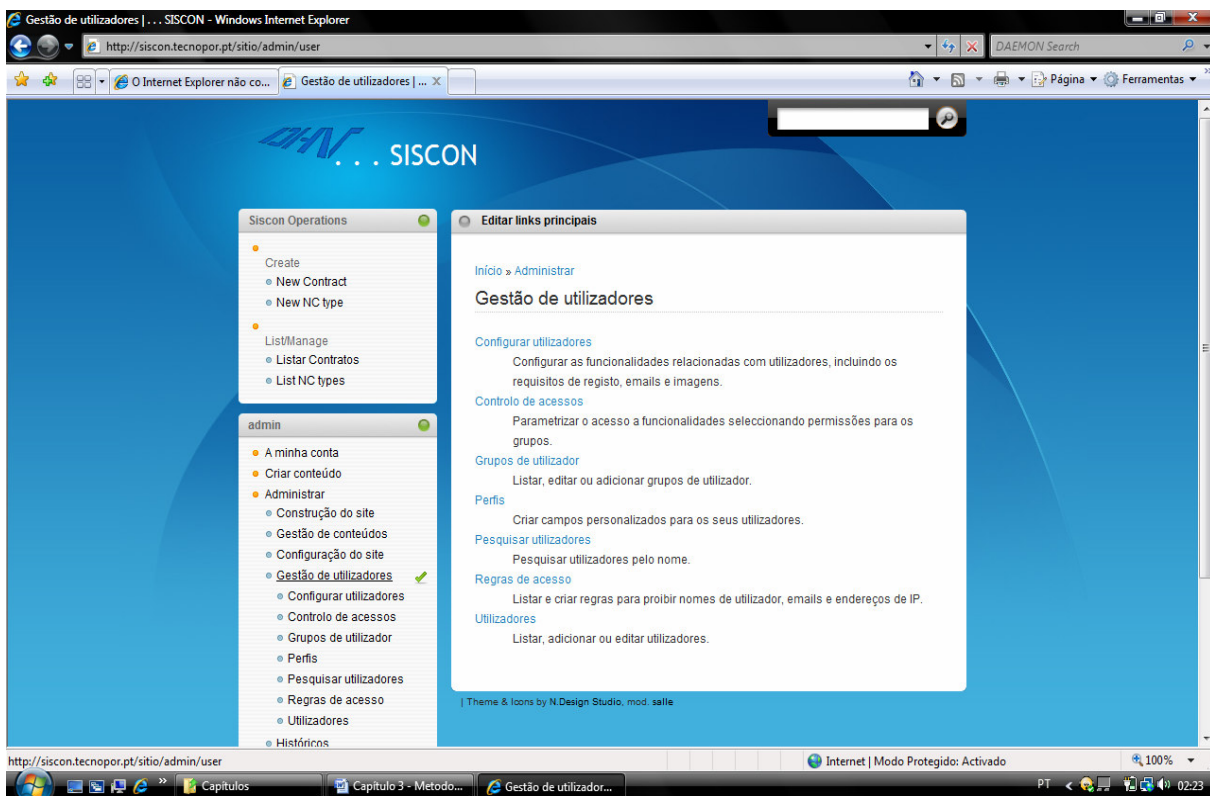 Gestão de utilizadores | . . . SISCON - Windows Internet Explorer
http://siscon.tecnopor.pt/sitio/admin/user
DAEMON Search
O Internet Explorer não co...
Gestão de utilizadores | ...
Página
Ferramentas
. . . SISCON
Siscon Operations
Create
New Contract
New NC type
List/Manage
Listar Contratos
List NC types
admin
A minha conta
Criar conteúdo
Administrar
Construção do site
Gestão de conteúdos
Configuração do site
Gestão de utilizadores
Configurar utilizadores
Controlo de acessos
Grupos de utilizador
Perfis
Pesquisar utilizadores
Regras de acesso
Utilizadores
Históricos
Editar links principais
Início » Administrar
Gestão de utilizadores
Configurar utilizadores
Configurar as funcionalidades relacionadas com utilizadores, incluindo os
requisitos de registo, emails e imagens.
Controlo de acessos
Parametrizar o acesso a funcionalidades seleccionando permissões para os
grupos.
Grupos de utilizador
Listar, editar ou adicionar grupos de utilizador.
Perfis
Criar campos personalizados para os seus utilizadores.
Pesquisar utilizadores
Pesquisar utilizadores pelo nome.
Regras de acesso
Listar e criar regras para proibir nomes de utilizador, emails e endereços de IP.
Utilizadores
Listar, adicionar ou editar utilizadores.
| Theme & Icons by N.Design Studio, mod. salle
http://siscon.tecnopor.pt/sitio/admin/user
Internet | Modo Protegido: Activado
100%
Capítulos
Capítulo 3 - Metodo...
Gestão de utilizador...
PT
02:23